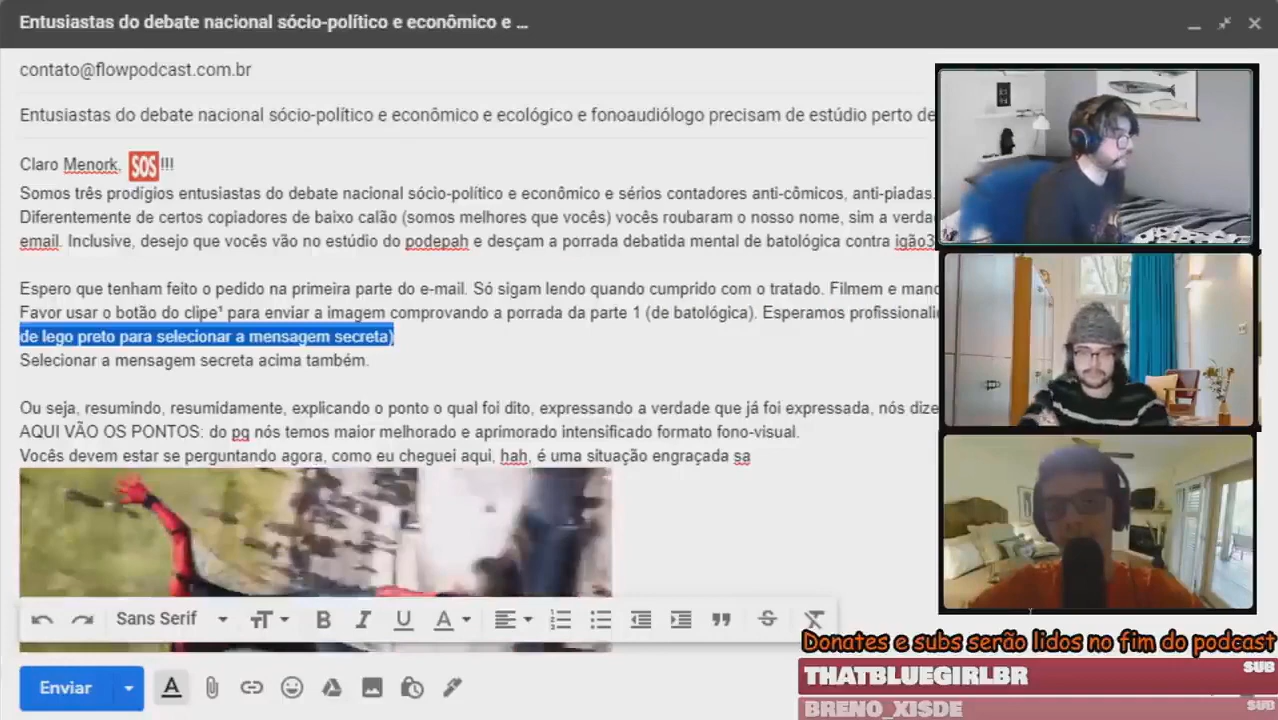 Entusiastas do debate nacional sócio-político e econômico e ...
contato@flowpodcast.com.br
Entusiastas do debate nacional sócio-político e econômico e ecológico e fonoaudiólogo precisam de estúdio perto de
Claro Menork, SOS !!!
Somos três prodígios entusiastas do debate nacional sócio-político e econômico e sérios contadores anti-cômicos, anti-piadas.
Diferentemente de certos copiadores de baixo calão (somos melhores que vocês) vocês roubaram o nosso nome, sim a verda
email. Inclusive, desejo que vocês vão no estúdio do podepah e desçam a porrada debatida mental de batológica contra igão3
Espero que tenham feito o pedido na primeira parte do e-mail. Só sigam lendo quando cumprido com o tratado. Filmem e manc
Favor usar o botão do clipe¹ para enviar a imagem comprovando a porrada da parte 1 (de batológica). Esperamos profissionali
de lego preto para selecionar a mensagem secreta)
Selecionar a mensagem secreta acima também.
Ou seja, resumindo, resumidamente, explicando o ponto o qual foi dito, expressando a verdade que já foi expressada, nós dize
AQUI VÃO OS PONTOS: do pq nós temos maior melhorado e aprimorado intensificado formato fono-visual.
Vocês devem estar se perguntando agora, como eu cheguei aqui, hah, é uma situação engraçada sa
Sans Serif
Enviar
Donates e subs serão lidos no fim do podcast
THATBLUEGIRLBR SUB
BRENO_XISDE SUB